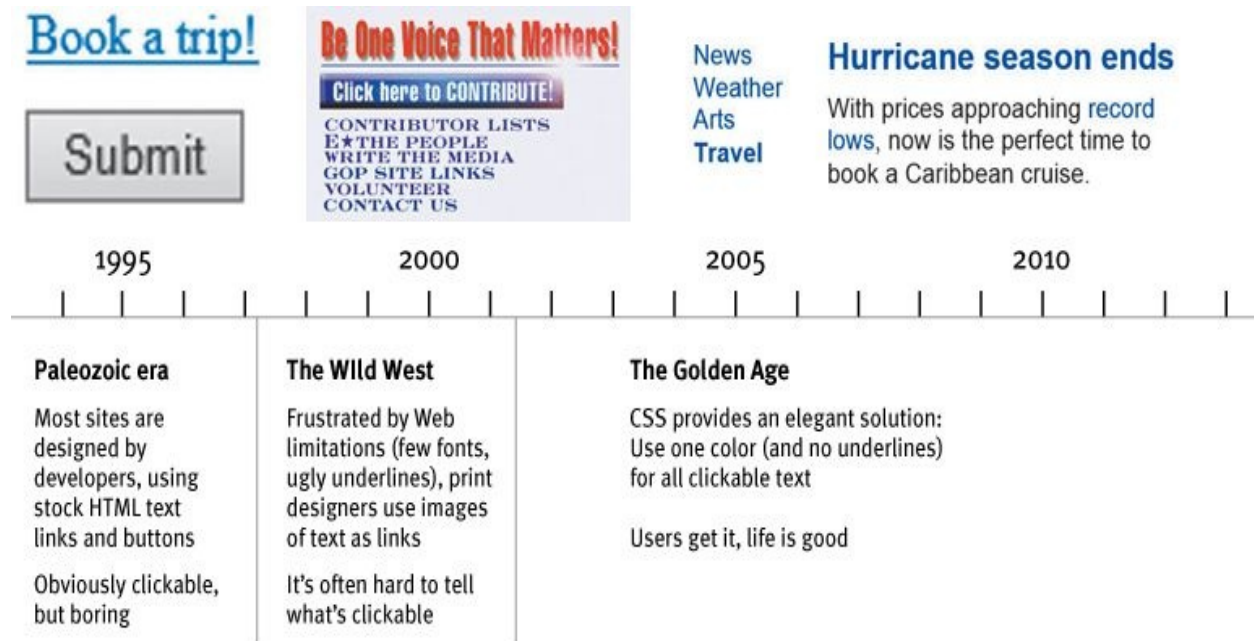 Book a trip!
Submit
Be One Voice That Matters!
Click here to CONTRIBUTE!
CONTRIBUTOR LISTS
E★THE PEOPLE
WRITE THE MEDIA
GOP SITE LINKS
VOLUNTEER
CONTACT US
News
Weather
Arts
Travel
Hurricane season ends
With prices approaching record
lows, now is the perfect time to
book a Caribbean cruise.
1995
2000
2005
2010
Paleozoic era
Most sites are
designed by
developers, using
stock HTML text
links and buttons
Obviously clickable,
but boring
The WIld West
Frustrated by Web
limitations (few fonts,
ugly underlines), print
designers use images
of text as links
It's often hard to tell
what's clickable
The Golden Age
CSS provides an elegant solution:
Use one color (and no underlines)
for all clickable text
Users get it, life is good